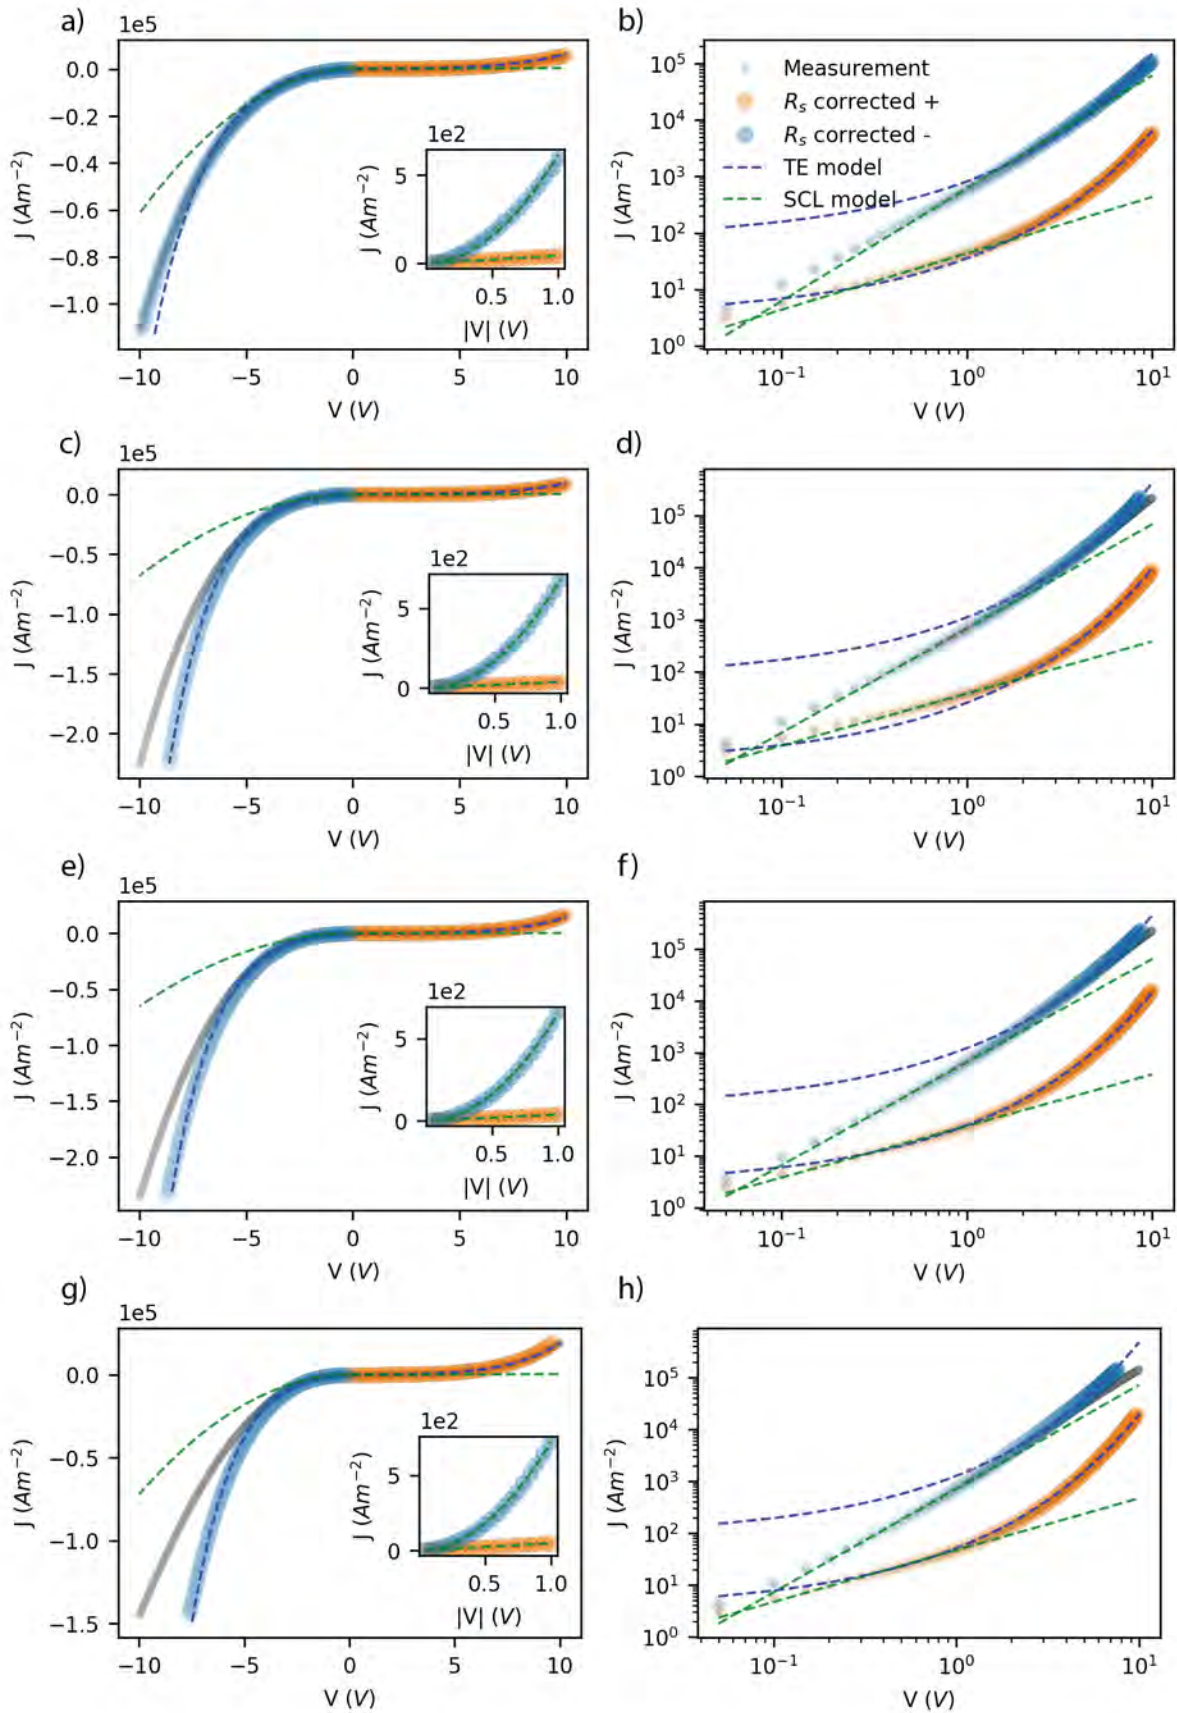 a)
1e5
0.0
−0.2
−0.4
−0.6
−0.8
−1.0
J (Am⁻²)
−10 −5 0 5 10
V (V)
1e2
5
0
J (Am⁻²)
0.5 1.0
|V| (V)
b)
Measurement
Rₛ corrected +
Rₛ corrected -
TE model
SCL model
10⁵
10⁴
10³
10²
10¹
10⁰
J (Am⁻²)
10⁻¹ 10⁰ 10¹
V (V)
c)
1e5
0.0
−0.5
−1.0
−1.5
−2.0
J (Am⁻²)
−10 −5 0 5 10
V (V)
1e2
5
0
J (Am⁻²)
0.5 1.0
|V| (V)
d)
10⁵
10⁴
10³
10²
10¹
10⁰
J (Am⁻²)
10⁻¹ 10⁰ 10¹
V (V)
e)
1e5
0.0
−0.5
−1.0
−1.5
−2.0
J (Am⁻²)
−10 −5 0 5 10
V (V)
1e2
5
0
J (Am⁻²)
0.5 1.0
|V| (V)
f)
10⁵
10⁴
10³
10²
10¹
10⁰
J (Am⁻²)
10⁻¹ 10⁰ 10¹
V (V)
g)
1e5
0.0
−0.5
−1.0
−1.5
J (Am⁻²)
−10 −5 0 5 10
V (V)
1e2
5
0
J (Am⁻²)
0.5 1.0
|V| (V)
h)
10⁵
10⁴
10³
10²
10¹
10⁰
J (Am⁻²)
10⁻¹ 10⁰ 10¹
V (V)